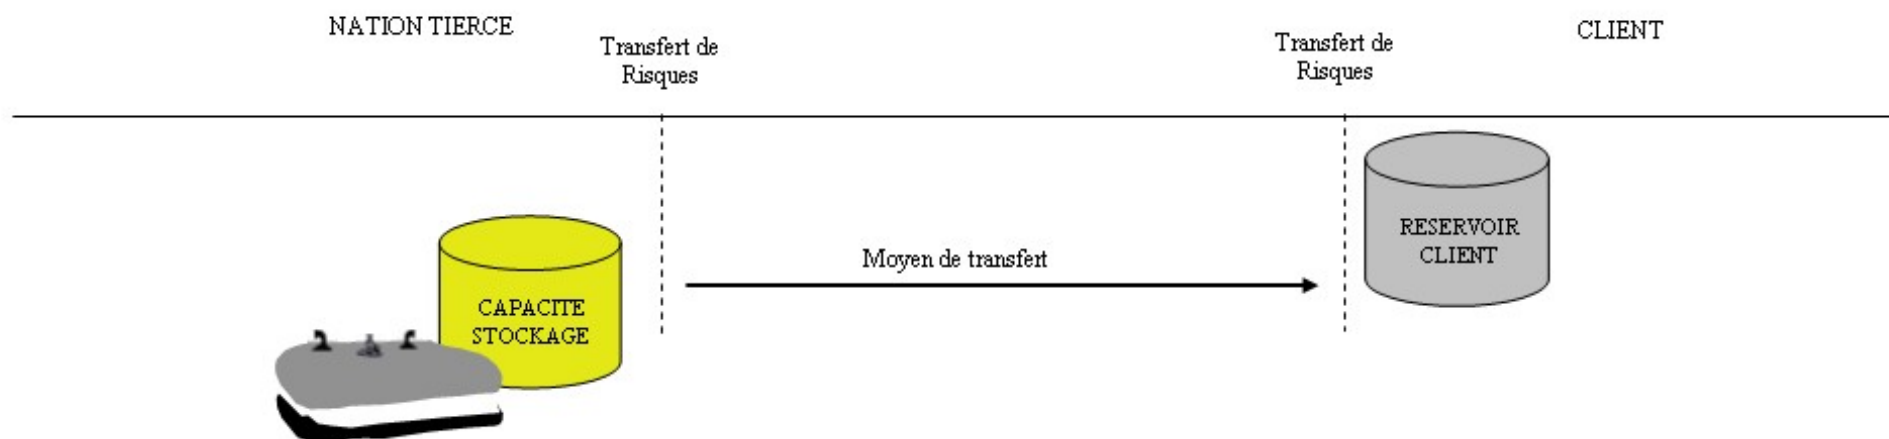 NATION TIERCE
Transfert de
Risques
Transfert de
Risques
CLIENT
CAPACITE
STOCKAGE
Moyen de transfert
RESERVOIR
CLIENT